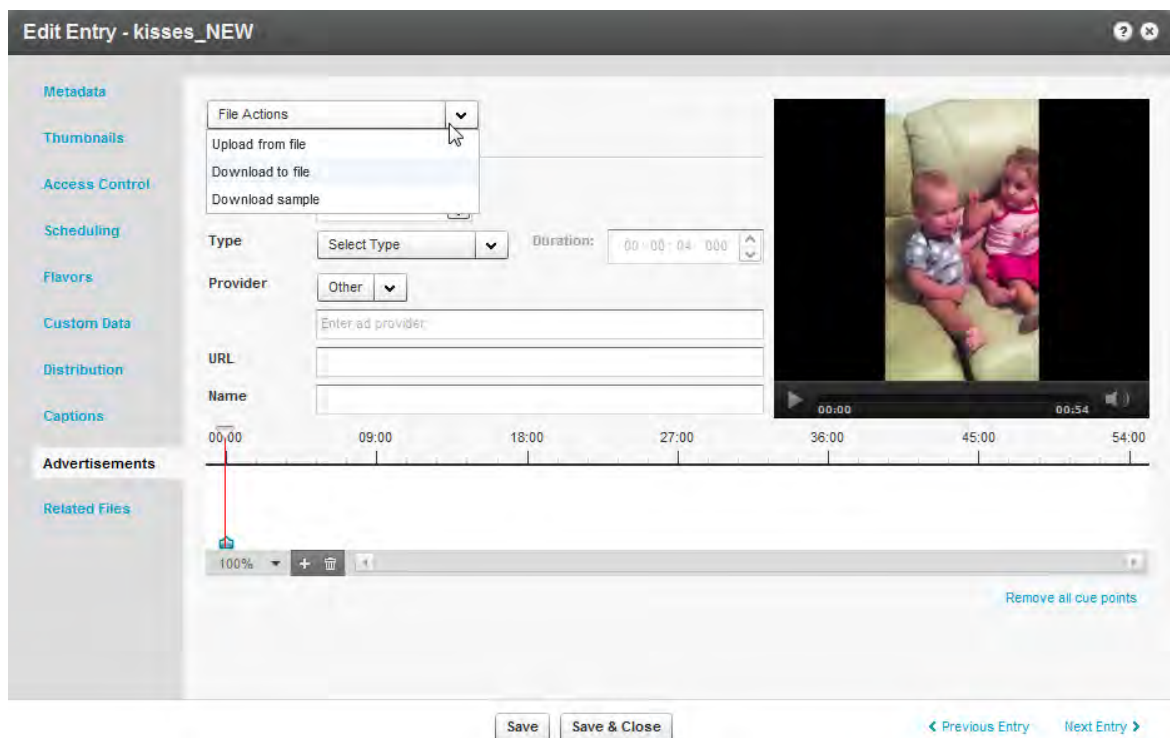 Edit Entry - kisses_NEW
Metadata
Thumbnails
Access Control
Scheduling
Flavors
Custom Data
Distribution
Captions
Advertisements
Related Files
File Actions
Upload from file
Download to file
Download sample
Type
Select Type
Duration:
00:00:04 000
Provider
Other
Enter ad provider
URL
Name
00:00
00:54
00:00 09:00 18:00 27:00 36:00 45:00 54:00
100%
Remove all cue points
Save
Save & Close
Previous Entry
Next Entry